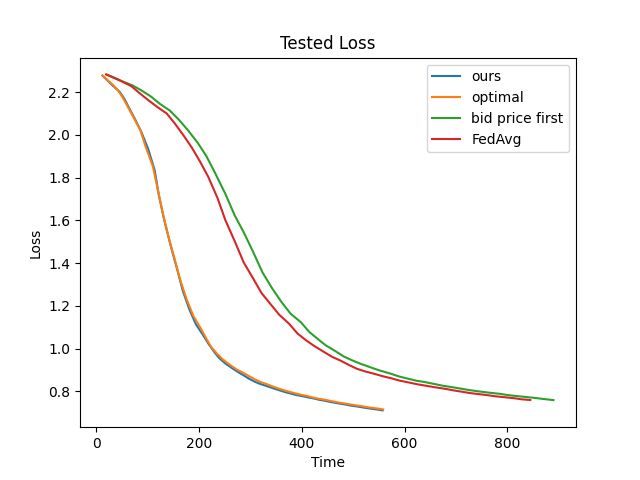 Tested Loss
ours
optimal
bid price first
FedAvg
Loss
2.2
2.0
1.8
1.6
1.4
1.2
1.0
0.8
0
200
400
600
800
Time